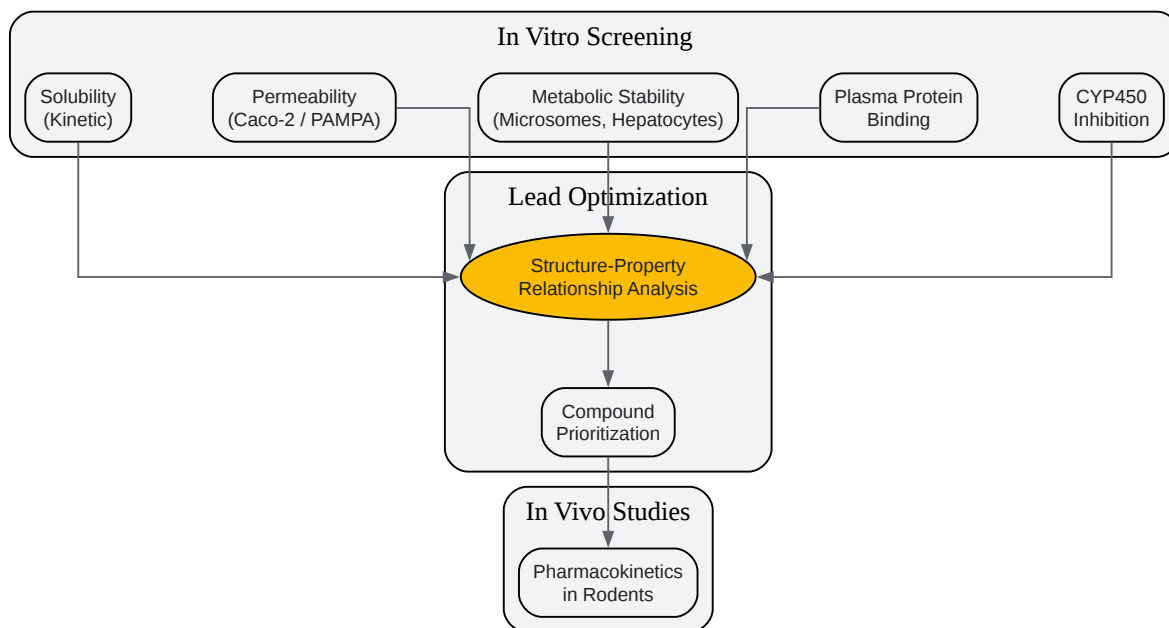 In Vitro Screening
Solubility
(Kinetic)
Permeability
(Caco-2 / PAMPA)
Metabolic Stability
(Microsomes, Hepatocytes)
Plasma Protein
Binding
CYP450
Inhibition
Lead Optimization
Structure-Property
Relationship Analysis
Compound
Prioritization
In Vivo Studies
Pharmacokinetics
in Rodents